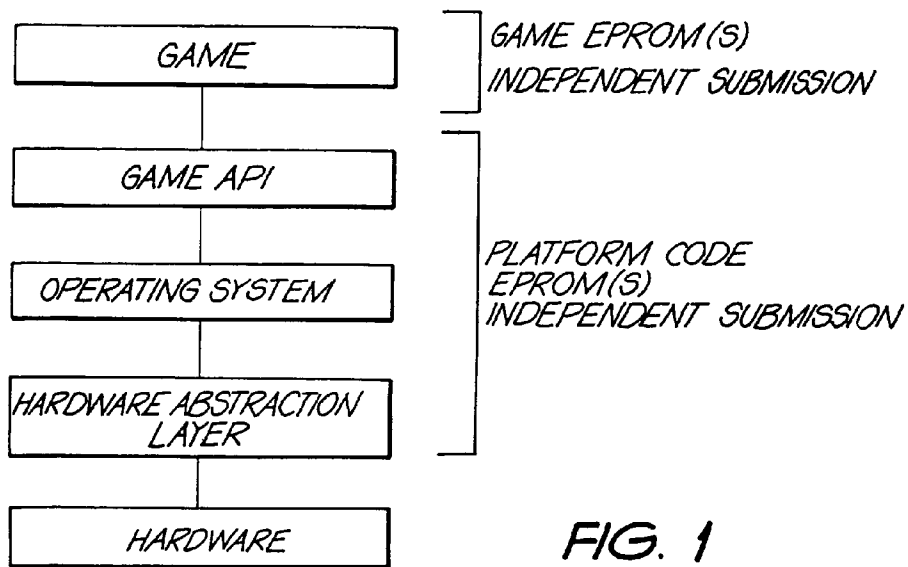 GAME
GAME EPROM(S)
INDEPENDENT SUBMISSION
GAME API
OPERATING SYSTEM
HARDWARE ABSTRACTION
LAYER
PLATFORM CODE
EPROM(S)
INDEPENDENT SUBMISSION
HARDWARE
FIG. 1